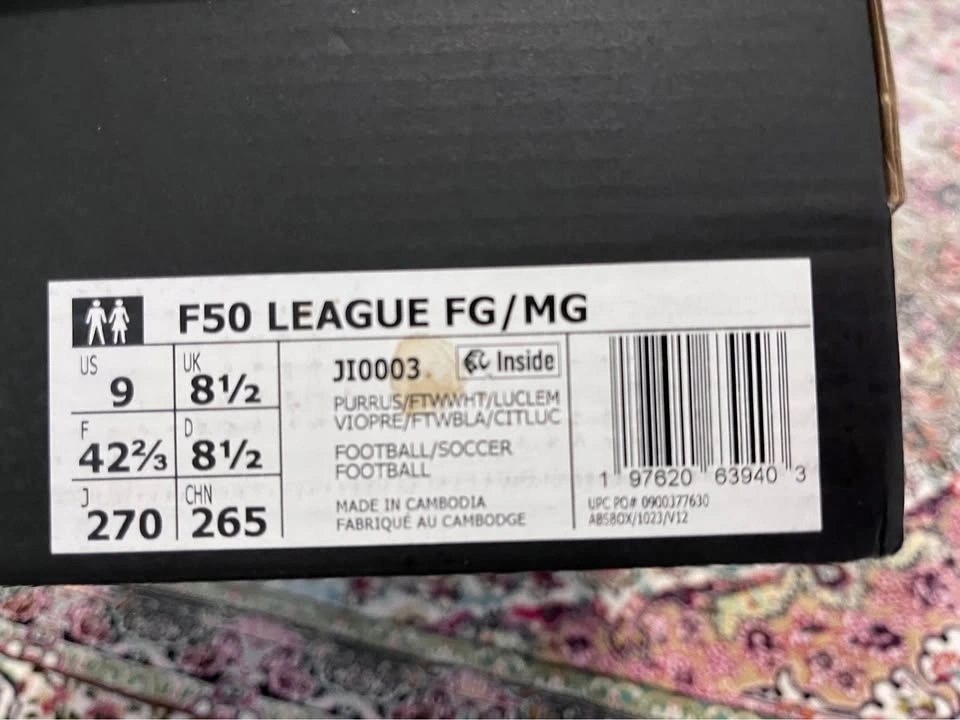 F50 LEAGUE FG/MG
US 9
UK 8½
F 42⅔
D 8½
J 270
CHN 265
JI0003
Inside
PURRUS/FTWWHT/LUCLEM
VIOPRE/FTWBLA/CITLUC
FOOTBALL/SOCCER
FOOTBALL
MADE IN CAMBODIA
FABRIQUÉ AU CAMBODGE
1 97620 63940 3
UPC PO# 0900377630
ABSBOX/1023/V12